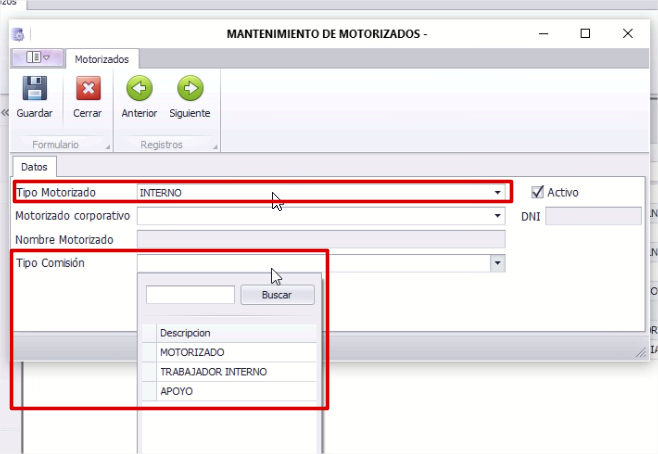 MANTENIMIENTO DE MOTORIZADOS -
Motorizados
Guardar Cerrar Anterior Siguiente
Formulario Registros
Datos
Tipo Motorizado INTERNO Activo
Motorizado corporativo DNI
Nombre Motorizado
Tipo Comisión
Buscar
Descripcion
MOTORIZADO
TRABAJADOR INTERNO
APOYO